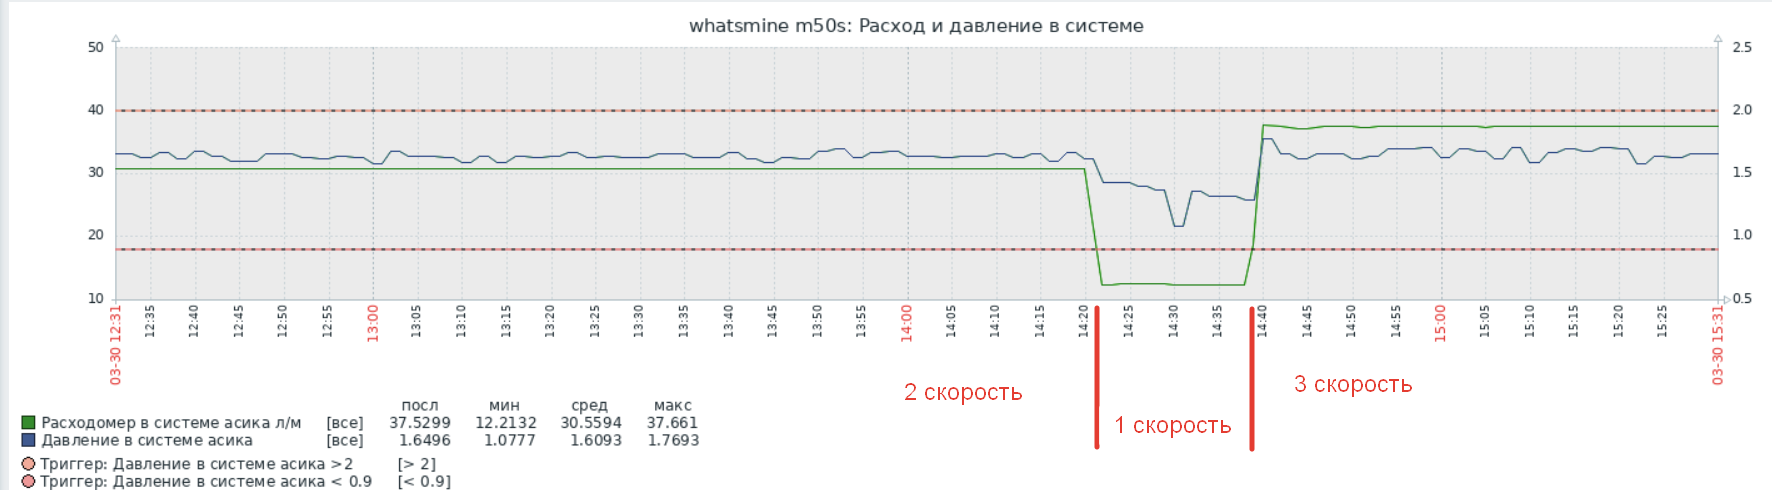 whatsmine m50s: Расход и давление в системе
50 2.5
40 2.0
30 1.5
20 1.0
10 0.5
03-30 12:31 12:35 12:40 12:45 12:50 12:55 13:00 13:05 13:10 13:15 13:20 13:25 13:30 13:35 13:40 13:45 13:50 13:55 14:00 14:05 14:10 14:15 14:20 14:25 14:30 14:35 14:40 14:45 14:50 14:55 15:00 15:05 15:10 15:15 15:20 15:25 03-30 15:31
2 скорость
1 скорость
3 скорость
посл мин сред макс
Расходомер в системе асика л/м [все] 37.5299 12.2132 30.5594 37.661
Давление в системе асика [все] 1.6496 1.0777 1.6093 1.7693
Триггер: Давление в системе асика >2 [> 2]
Триггер: Давление в системе асика < 0.9 [< 0.9]